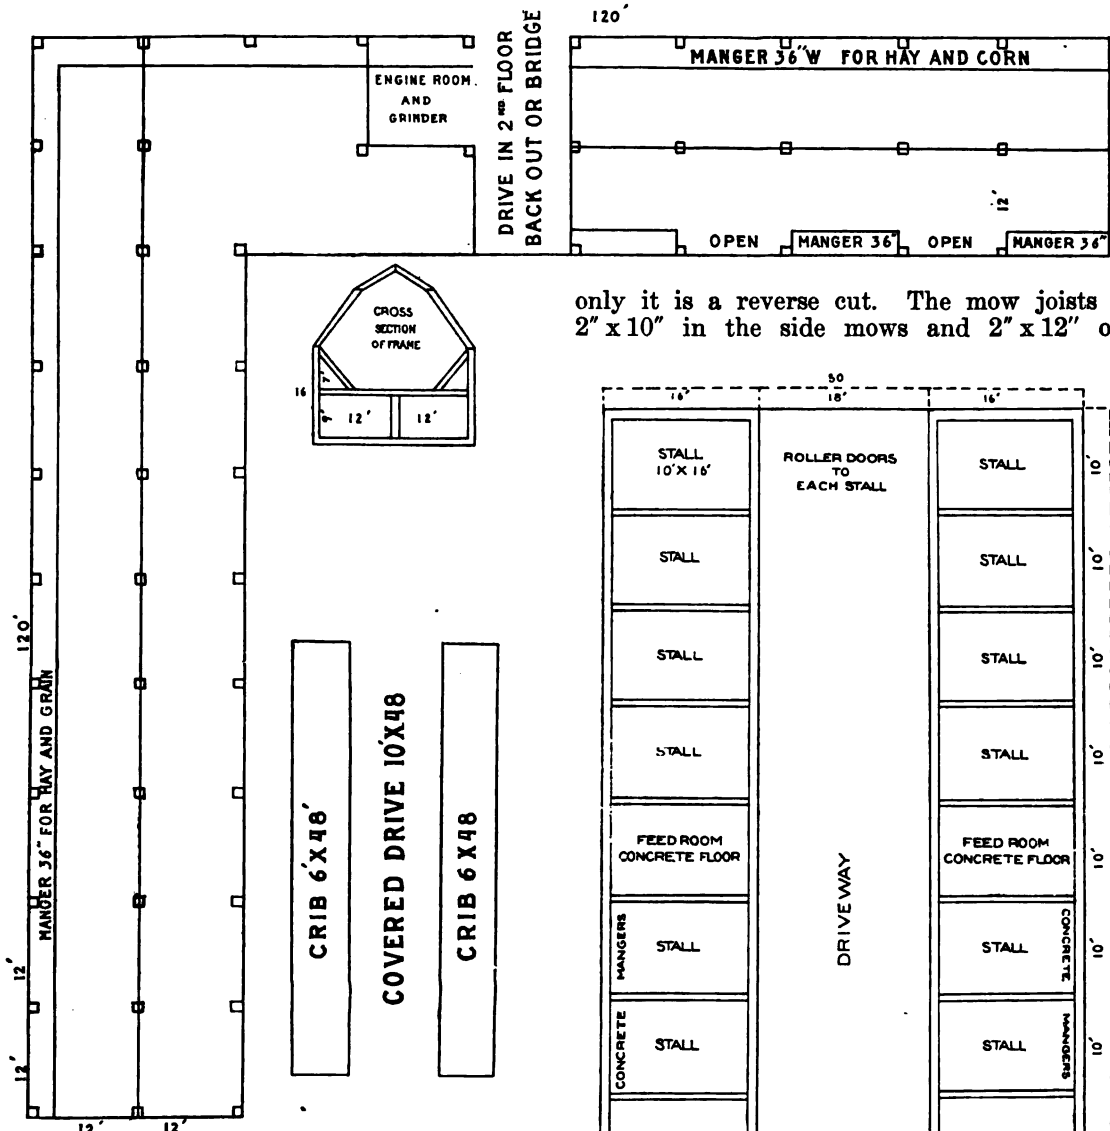 120'
MANGER 36" W FOR HAY AND CORN
ENGINE ROOM
AND
GRINDER
DRIVE IN 2ND FLOOR
BACK OUT OR BRIDGE
12'
OPEN
MANGER 36"
OPEN
MANGER 36"
CROSS
SECTION
OF FRAME
16
7'
9'
12'
12'
only it is a reverse cut. The mow joists
2" x 10" in the side mows and 2" x 12" o
50
16'
18'
16'
STALL
10' X 16'
ROLLER DOORS
TO
EACH STALL
STALL
10'
STALL
STALL
10'
STALL
STALL
10'
STALL
STALL
10'
FEED ROOM
CONCRETE FLOOR
FEED ROOM
CONCRETE FLOOR
10'
DRIVEWAY
CONCRETE MANGERS
STALL
STALL
10'
CONCRETE MANGERS
STALL
STALL
10'
120'
MANGER 36" FOR HAY AND GRAIN
12'
12'
12'
12'
CRIB 6'X48'
COVERED DRIVE 10'X48
CRIB 6X48